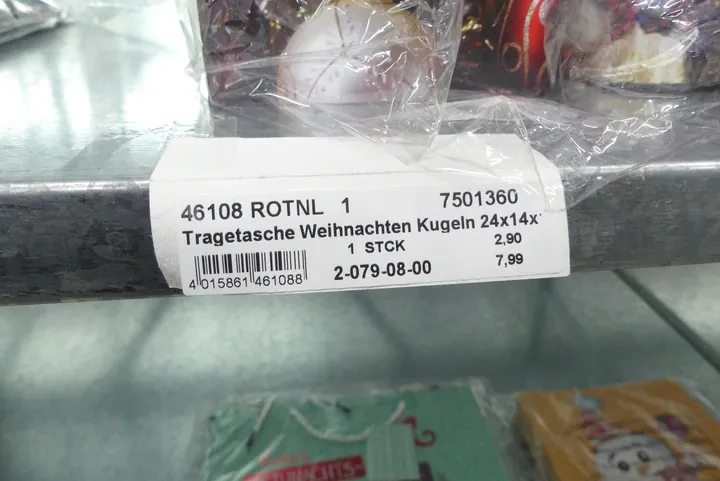 46108 ROTNL 1 7501360
Tragetasche Weihnachten Kugeln 24x14x
1 STCK 2,90
4 015861 461088 2-079-08-00 7,99